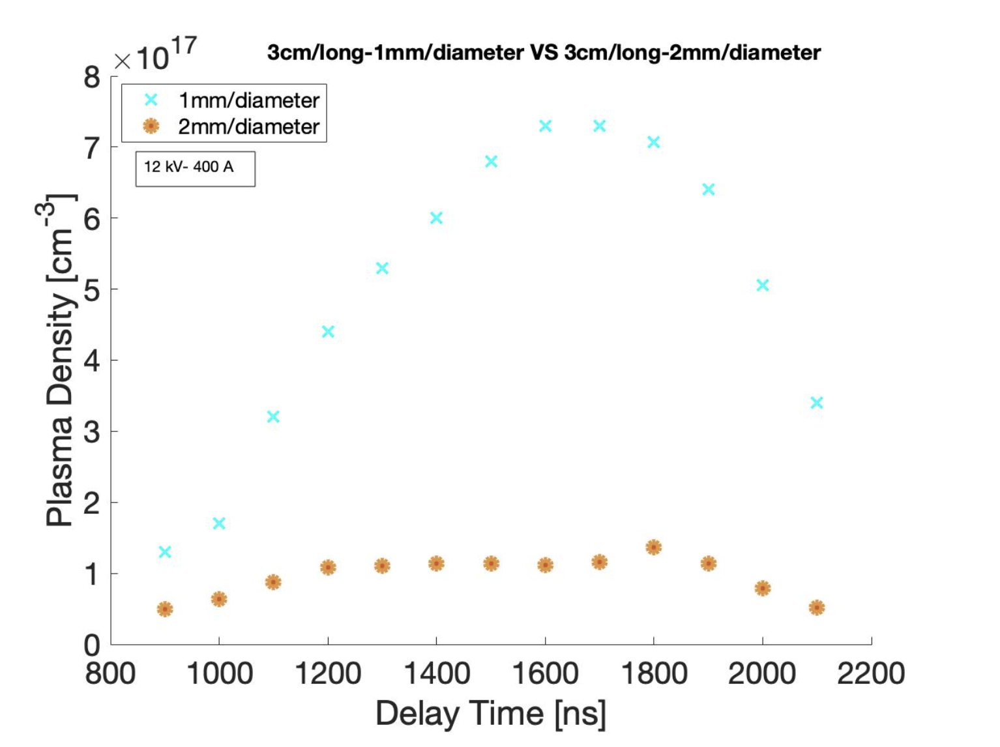 3cm/long-1mm/diameter VS 3cm/long-2mm/diameter
×10^17
1mm/diameter
2mm/diameter
12 kV- 400 A
Plasma Density [cm^-3]
8
7
6
5
4
3
2
1
0
800 1000 1200 1400 1600 1800 2000 2200
Delay Time [ns]